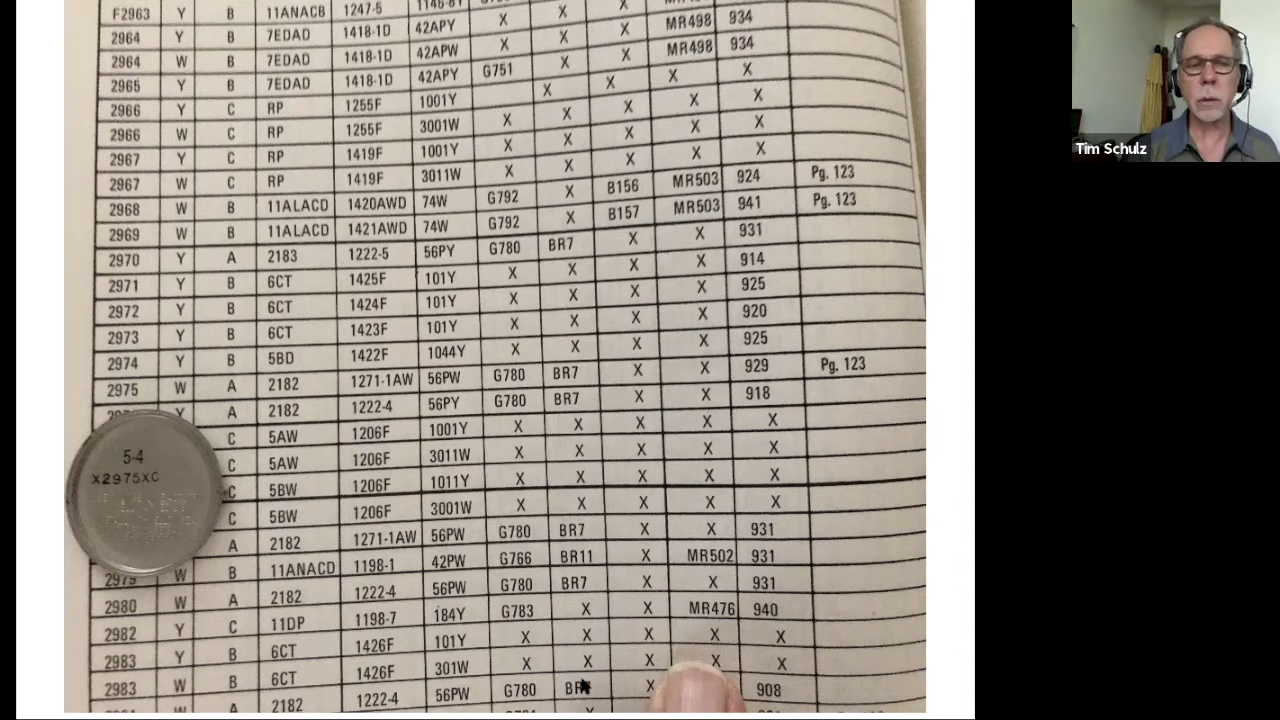 F2963 Y B 11ANACB 1247-5
2964 Y B 7EDAD 1418-1D 42APY X X X
2964 W B 7EDAD 1418-1D 42APW X X X MR498 934
2965 Y B 7EDAD 1418-1D 42APY G751 X X MR498 934
2966 Y C RP 1255F 1001Y X X X X
2966 W C RP 1255F 3001W X X X X X
2967 Y C RP 1419F 1001Y X X X X X
2967 W C RP 1419F 3011W X X X X X
2968 W B 11ALACD 1420AWD 74W G792 X B156 MR503 924 Pg. 123
2969 W B 11ALACD 1421AWD 74W G792 X B157 MR503 941 Pg. 123
2970 Y A 2183 1222-5 56PY G780 BR7 X X 931
2971 Y B 6CT 1425F 101Y X X X X 914
2972 Y B 6CT 1424F 101Y X X X X 925
2973 Y B 6CT 1423F 101Y X X X X 920
2974 Y B 5BD 1422F 1044Y X X X X 925
2975 W A 2182 1271-1AW 56PW G780 BR7 X X 929 Pg. 123
Y A 2182 1222-4 56PY G780 BR7 X X 918
C 5AW 1206F 1001Y X X X X X
C 5AW 1206F 3011W X X X X X
C 5BW 1206F 1011Y X X X X X
C 5BW 1206F 3001W X X X X X
A 2182 1271-1AW 56PW G780 BR7 X X 931
2979 W B 11ANACD 1198-1 42PW G766 BR11 X MR502 931
2980 W A 2182 1222-4 56PW G780 BR7 X X 931
2982 Y C 11DP 1198-7 184Y G783 X X MR476 940
2983 Y B 6CT 1426F 101Y X X X X X
2983 W B 6CT 1426F 301W X X X X X
A 2182 1222-4 56PW G780 X 908
5-4
X2975XC
Tim Schulz